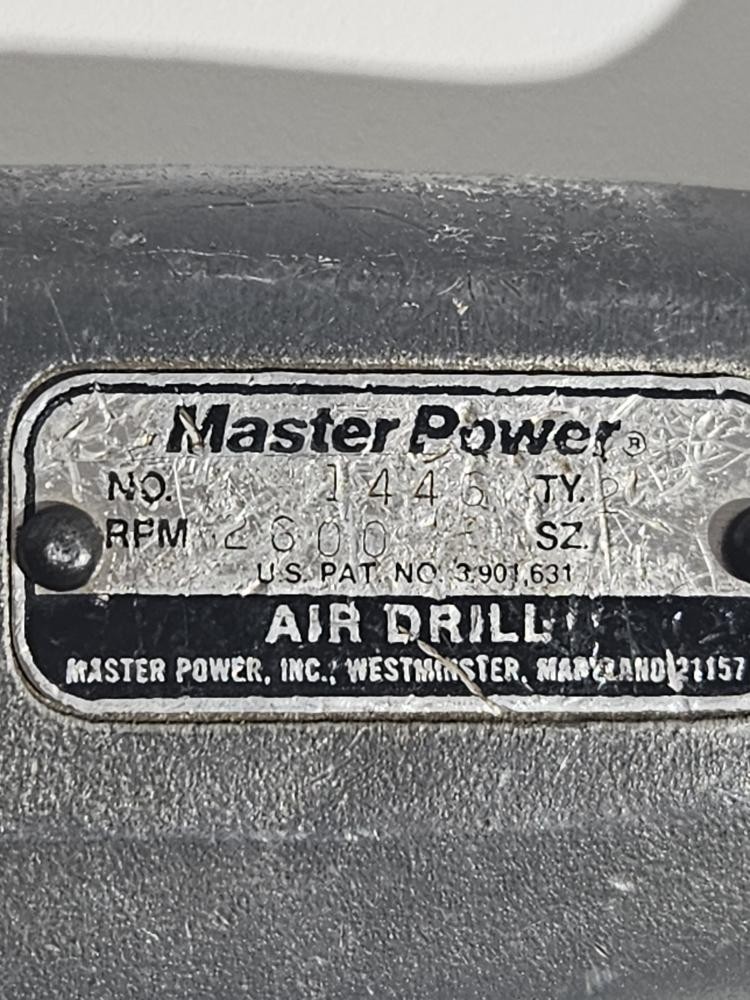 Master Power®
NO. 1446 TY. 2
RPM 2600 SZ.
U.S. PAT. NO. 3,901,631
AIR DRILL
MASTER POWER, INC., WESTMINSTER, MARYLAND 21157